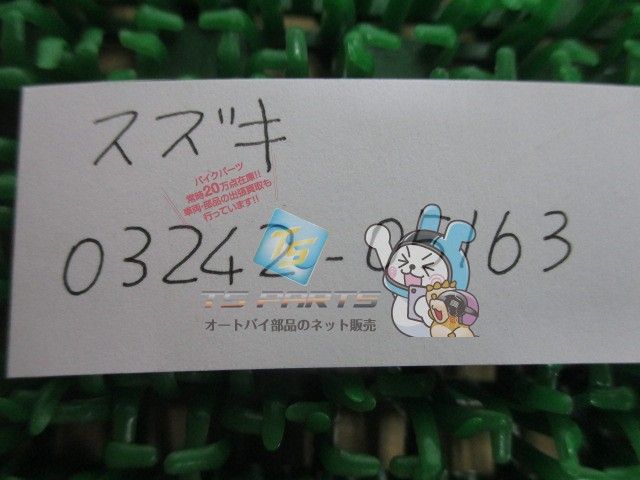 スズキ
バイクパーツ
常時20万点在庫!!
車両・部品の出張買取も
行っています!!
TS PARTS
オートバイ部品のネット販売